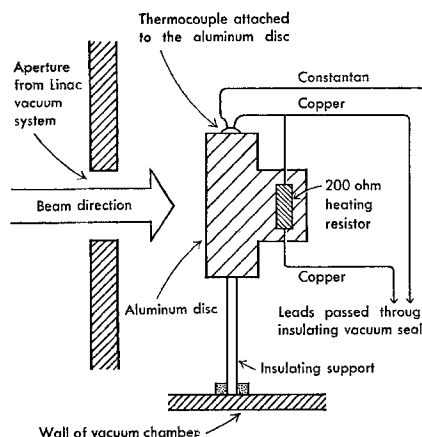 Thermocouple attached
to the aluminum disc
Aperture
from Linac
vacuum
system
Constantan
Copper
200 ohm
heating
resistor
Beam direction
Copper
Aluminum disc
Leads passed throug
insulating vacuum seal
Insulating support
Wall of vacuum chamber